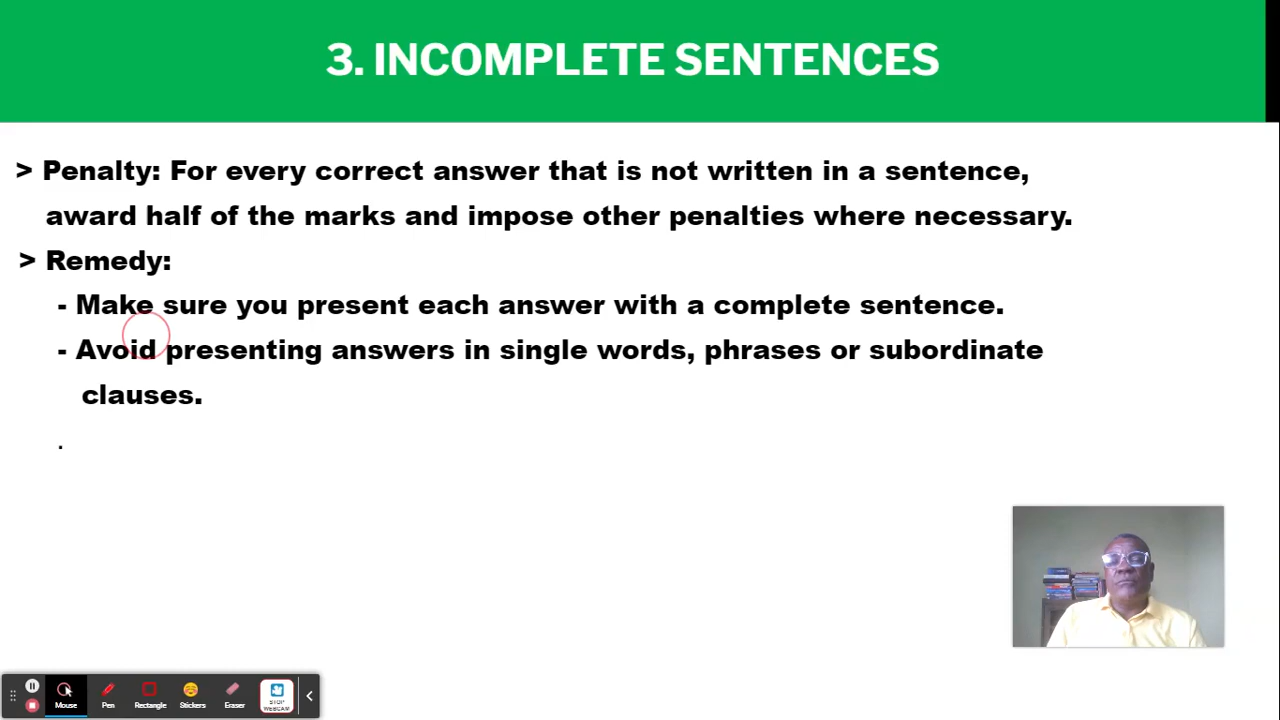 3. INCOMPLETE SENTENCES
> Penalty: For every correct answer that is not written in a sentence,
award half of the marks and impose other penalties where necessary.
> Remedy:
- Make sure you present each answer with a complete sentence.
- Avoid presenting answers in single words, phrases or subordinate
clauses.
.
Mouse Pen Rectangle Stickers Eraser STOP WEBCAM